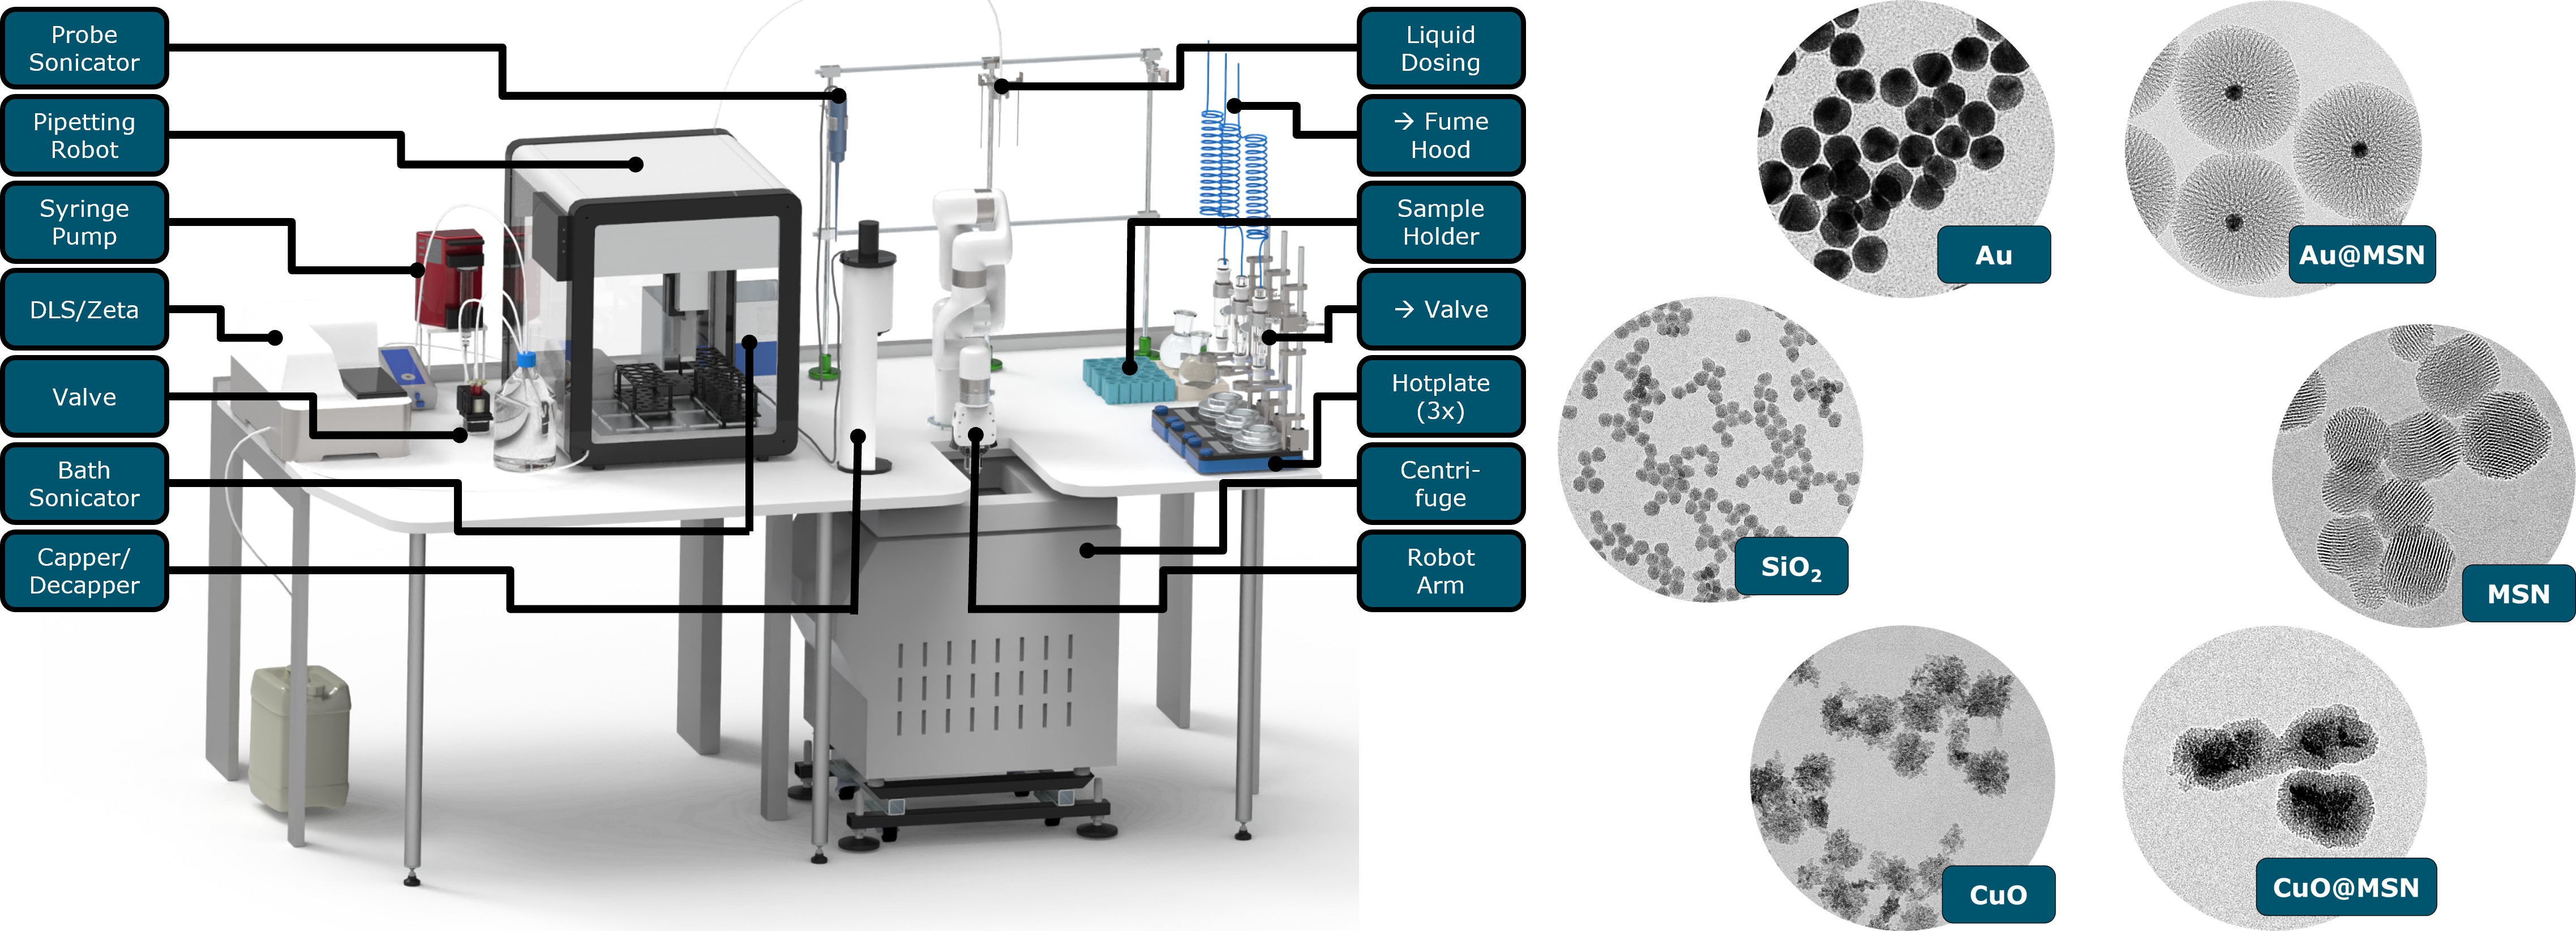 Probe
Sonicator
Pipetting
Robot
Syringe
Pump
DLS/Zeta
Valve
Bath
Sonicator
Capper/
Decapper
Liquid
Dosing
→ Fume
Hood
Sample
Holder
→ Valve
Hotplate
(3x)
Centri-
fuge
Robot
Arm
Au
Au@MSN
SiO₂
MSN
CuO
CuO@MSN